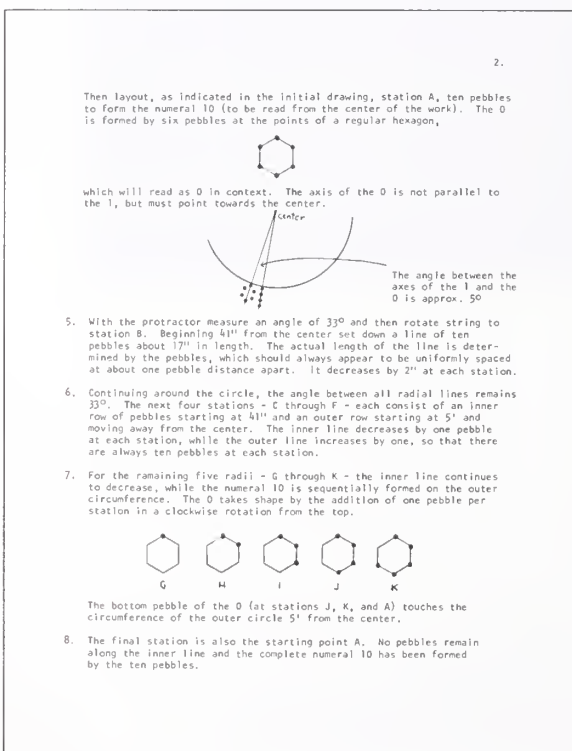 2.
Then layout, as indicated in the initial drawing, station A, ten pebbles
to form the numeral 10 (to be read from the center of the work). The 0
is formed by six pebbles at the points of a regular hexagon,
which will read as 0 in context. The axis of the 0 is not parallel to
the 1, but must point towards the center.
center
The angle between the
axes of the 1 and the
0 is approx. 5°
5. With the protractor measure an angle of 33° and then rotate string to
station B. Beginning 41" from the center set down a line of ten
pebbles about 17" in length. The actual length of the line is deter-
mined by the pebbles, which should always appear to be uniformly spaced
at about one pebble distance apart. It decreases by 2" at each station.
6. Continuing around the circle, the angle between all radial lines remains
33°. The next four stations - C through F - each consist of an inner
row of pebbles starting at 41" and an outer row starting at 5' and
moving away from the center. The inner line decreases by one pebble
at each station, while the outer line increases by one, so that there
are always ten pebbles at each station.
7. For the ramaining five radii - G through K - the inner line continues
to decrease, while the numeral 10 is sequentially formed on the outer
circumference. The 0 takes shape by the addition of one pebble per
station in a clockwise rotation from the top.
G H I J K
The bottom pebble of the 0 (at stations J, K, and A) touches the
circumference of the outer circle 5' from the center.
8. The final station is also the starting point A. No pebbles remain
along the inner line and the complete numeral 10 has been formed
by the ten pebbles.